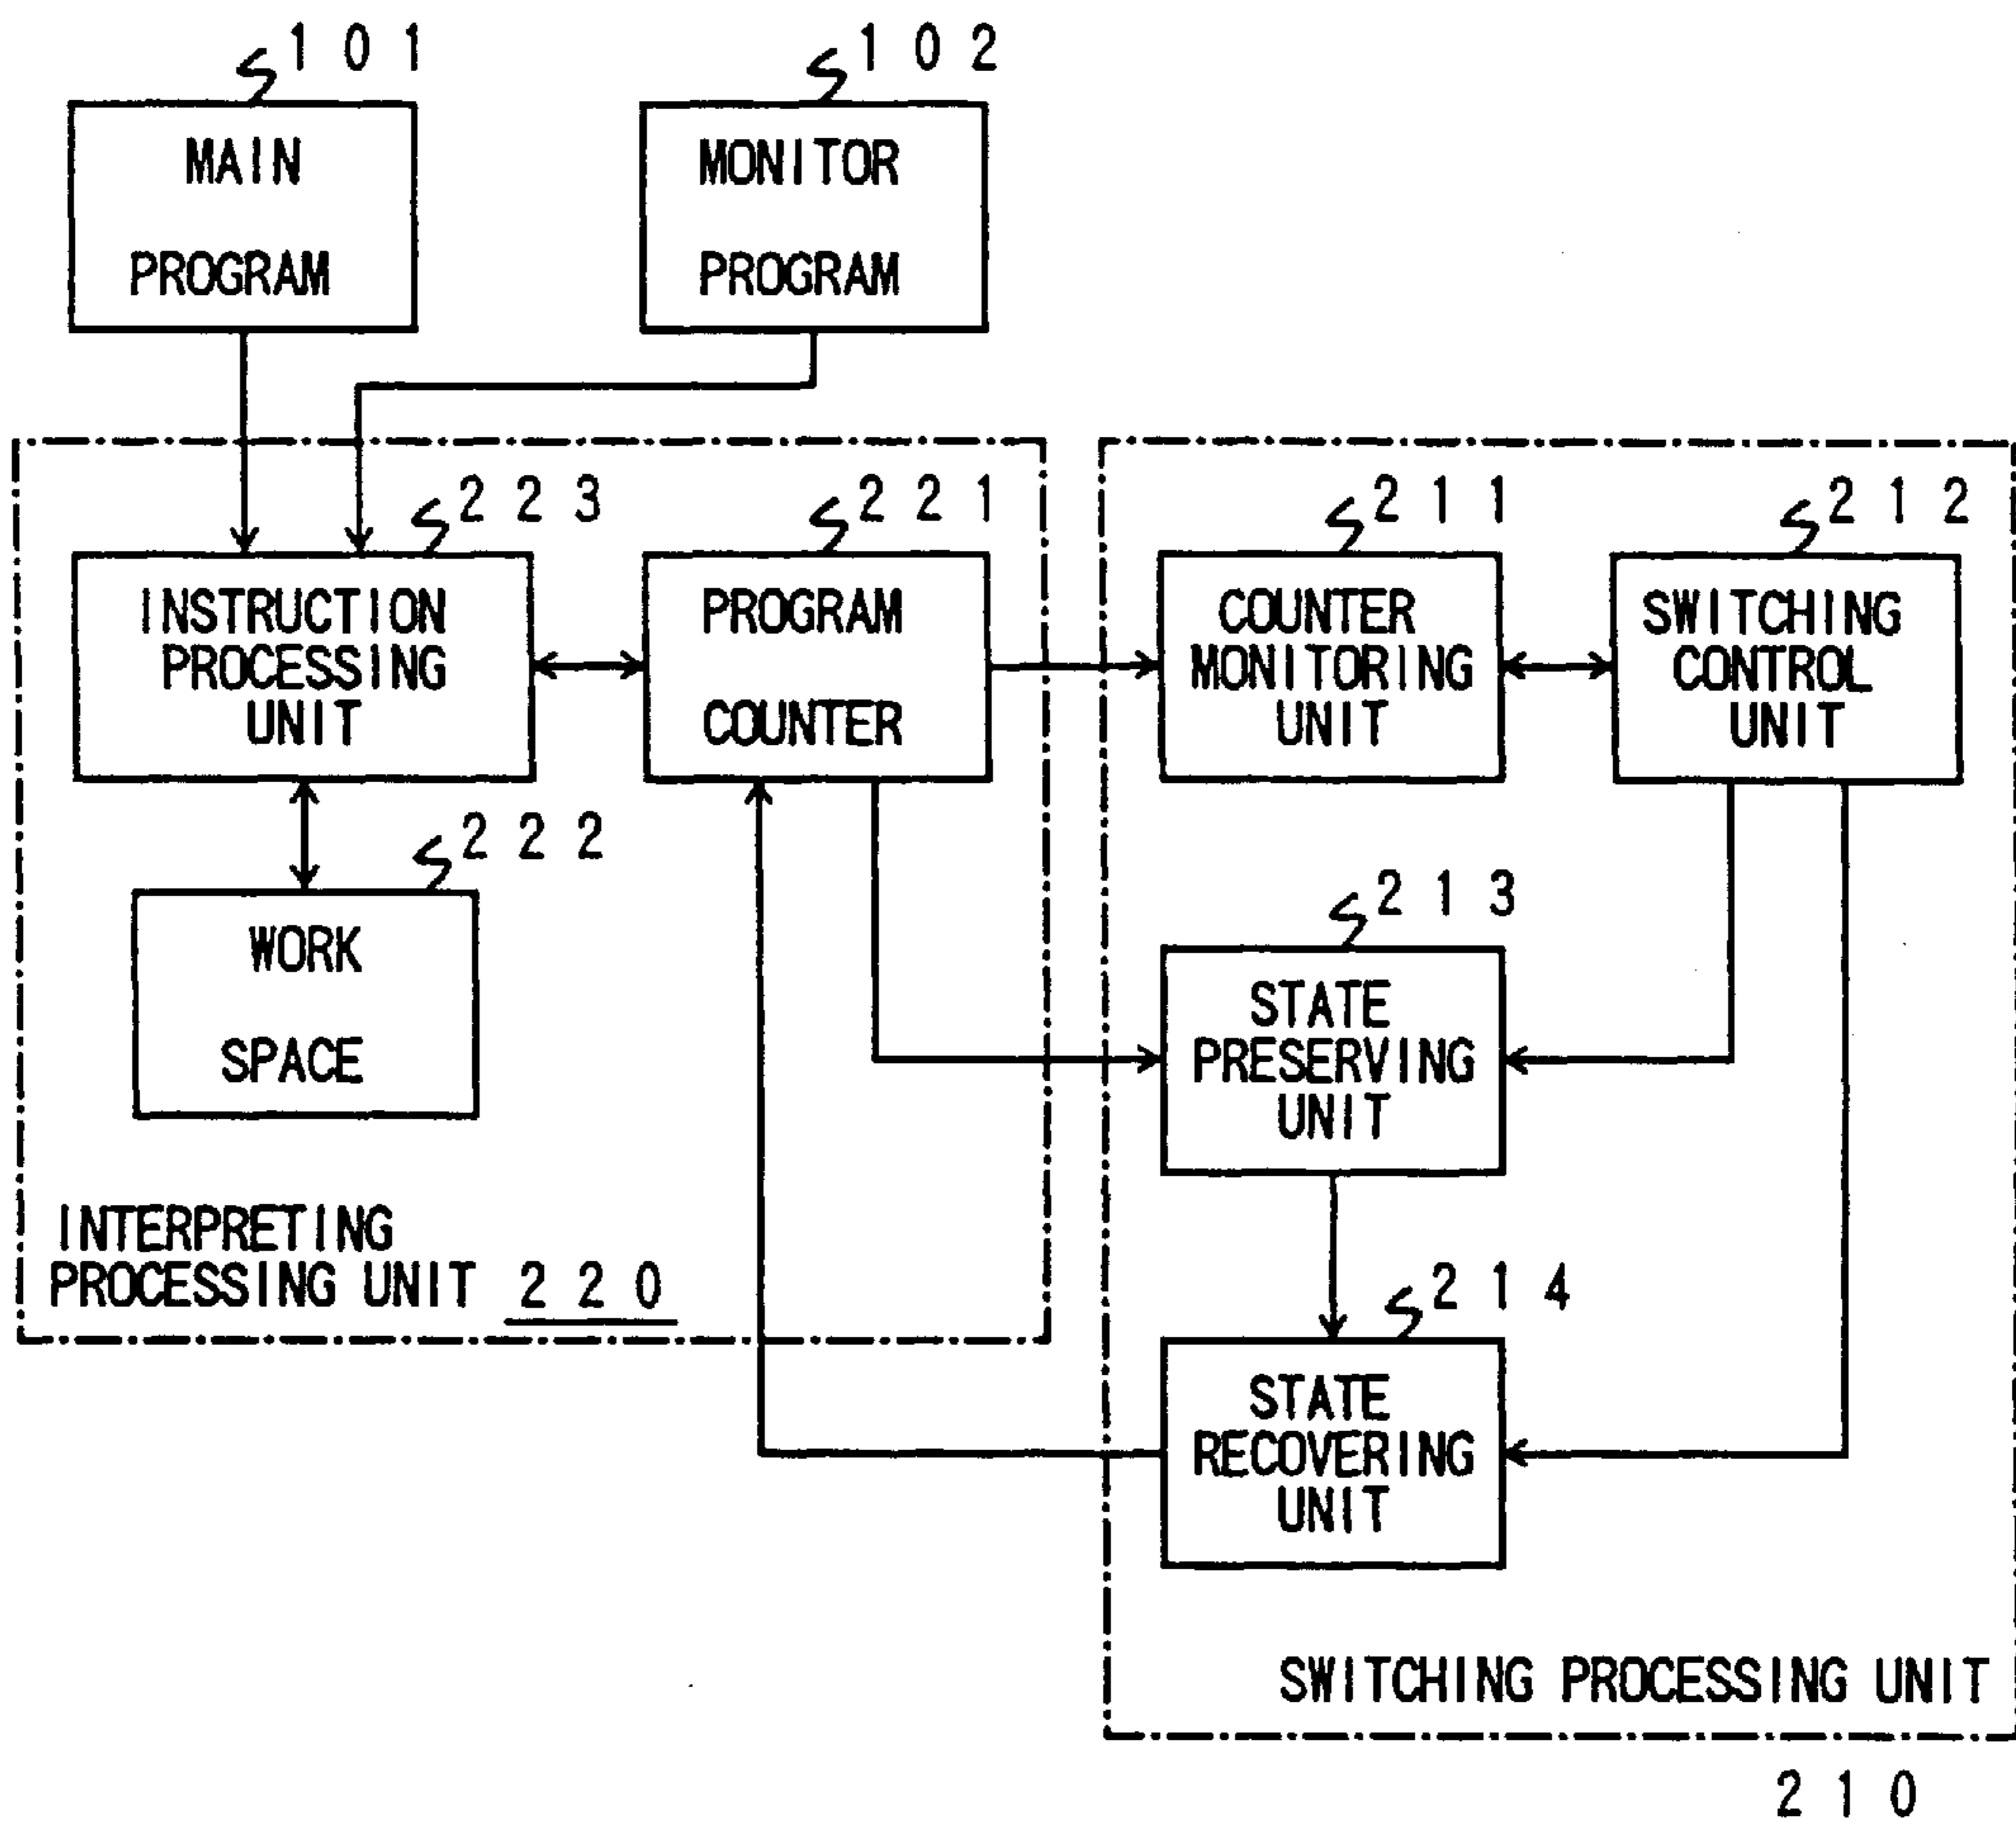 101
102
MAIN
PROGRAM
MONITOR
PROGRAM
223
221
211
212
INSTRUCTION
PROCESSING
UNIT
PROGRAM
COUNTER
COUNTER
MONITORING
UNIT
SWITCHING
CONTROL
UNIT
222
WORK
SPACE
213
STATE
PRESERVING
UNIT
INTERPRETING
PROCESSING UNIT 220
214
STATE
RECOVERING
UNIT
SWITCHING PROCESSING UNIT
210